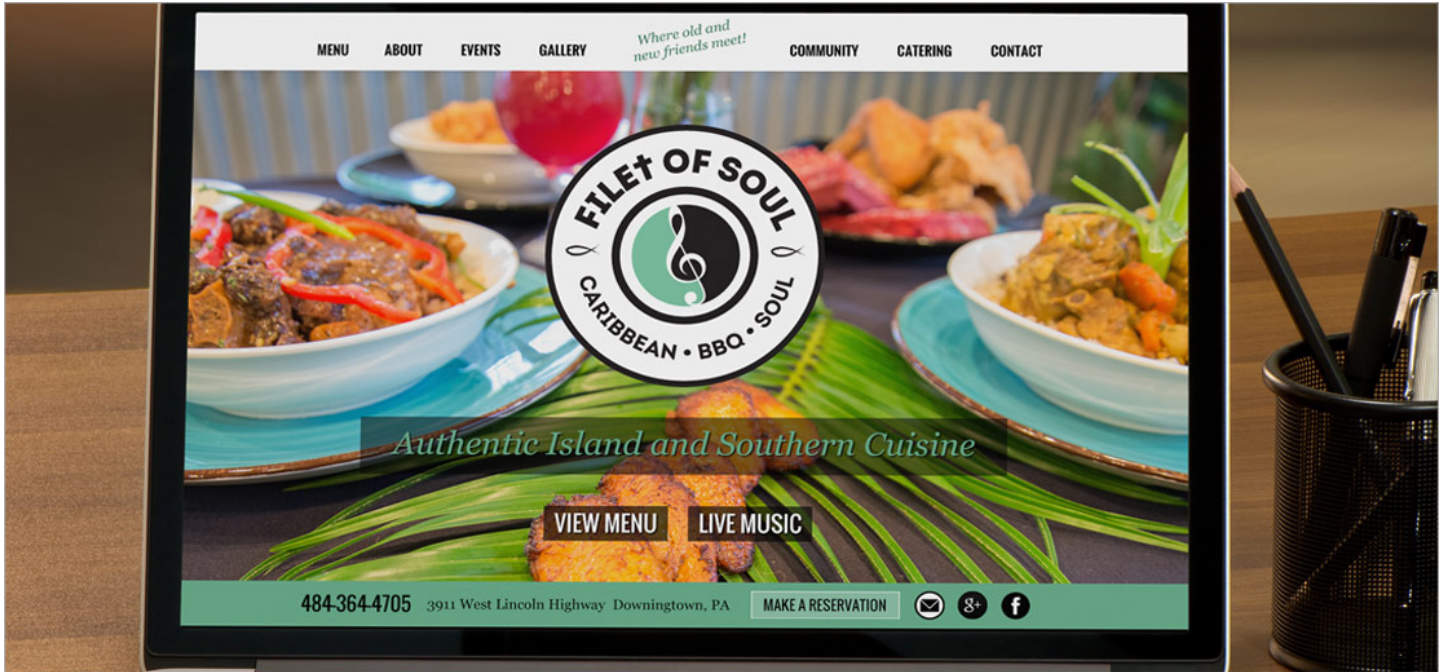 MENU ABOUT EVENTS GALLERY
Where old and
new friends meet!
COMMUNITY CATERING CONTACT
FILET OF SOUL
CARIBBEAN • BBQ • SOUL
Authentic Island and Southern Cuisine
VIEW MENU LIVE MUSIC
484-364-4705 3911 West Lincoln Highway Downingtown, PA MAKE A RESERVATION 8+ f